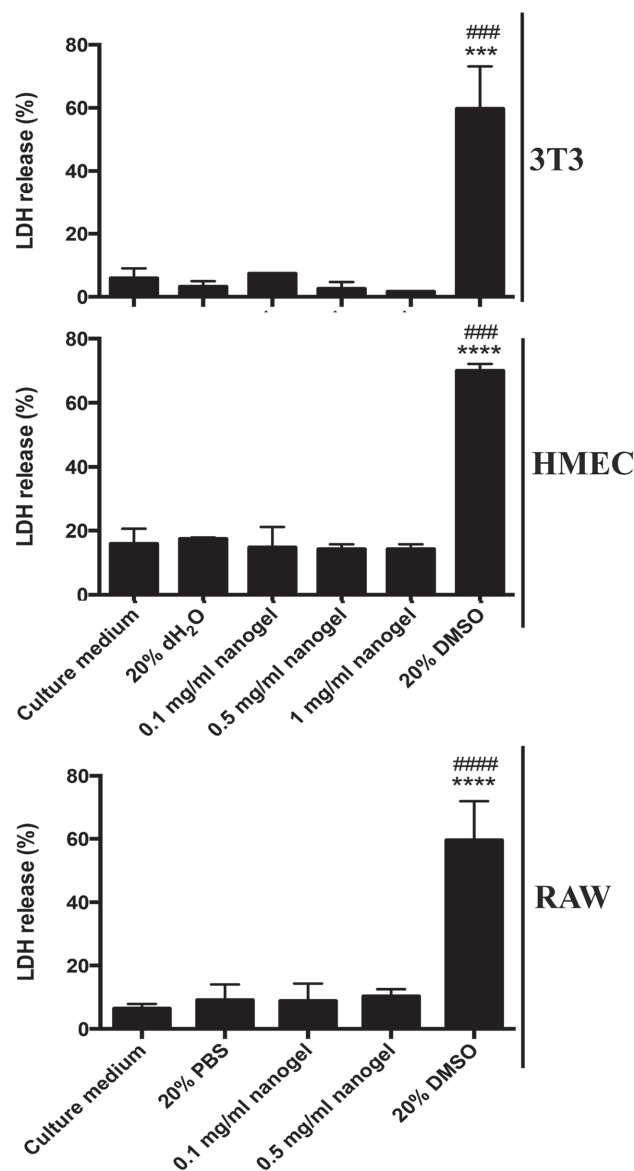 ###
***
80
60
40
20
0
LDH release (%)
3T3
###
****
80
60
40
20
0
LDH release (%)
HMEC
Culture medium
20% dH₂O
0.1 mg/ml nanogel
0.5 mg/ml nanogel
1 mg/ml nanogel
20% DMSO
####
****
80
60
40
20
0
LDH release (%)
RAW
Culture medium
20% PBS
0.1 mg/ml nanogel
0.5 mg/ml nanogel
20% DMSO